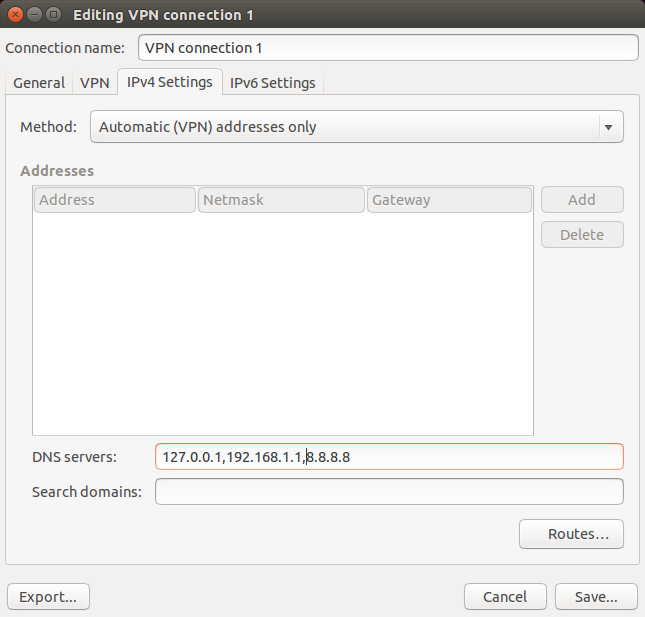 Editing VPN connection 1
Connection name: VPN connection 1
General VPN IPv4 Settings IPv6 Settings
Method: Automatic (VPN) addresses only
Addresses
Address Netmask Gateway Add
Delete
DNS servers: 127.0.0.1,192.168.1.1,8.8.8.8
Search domains:
Routes…
Export... Cancel Save...